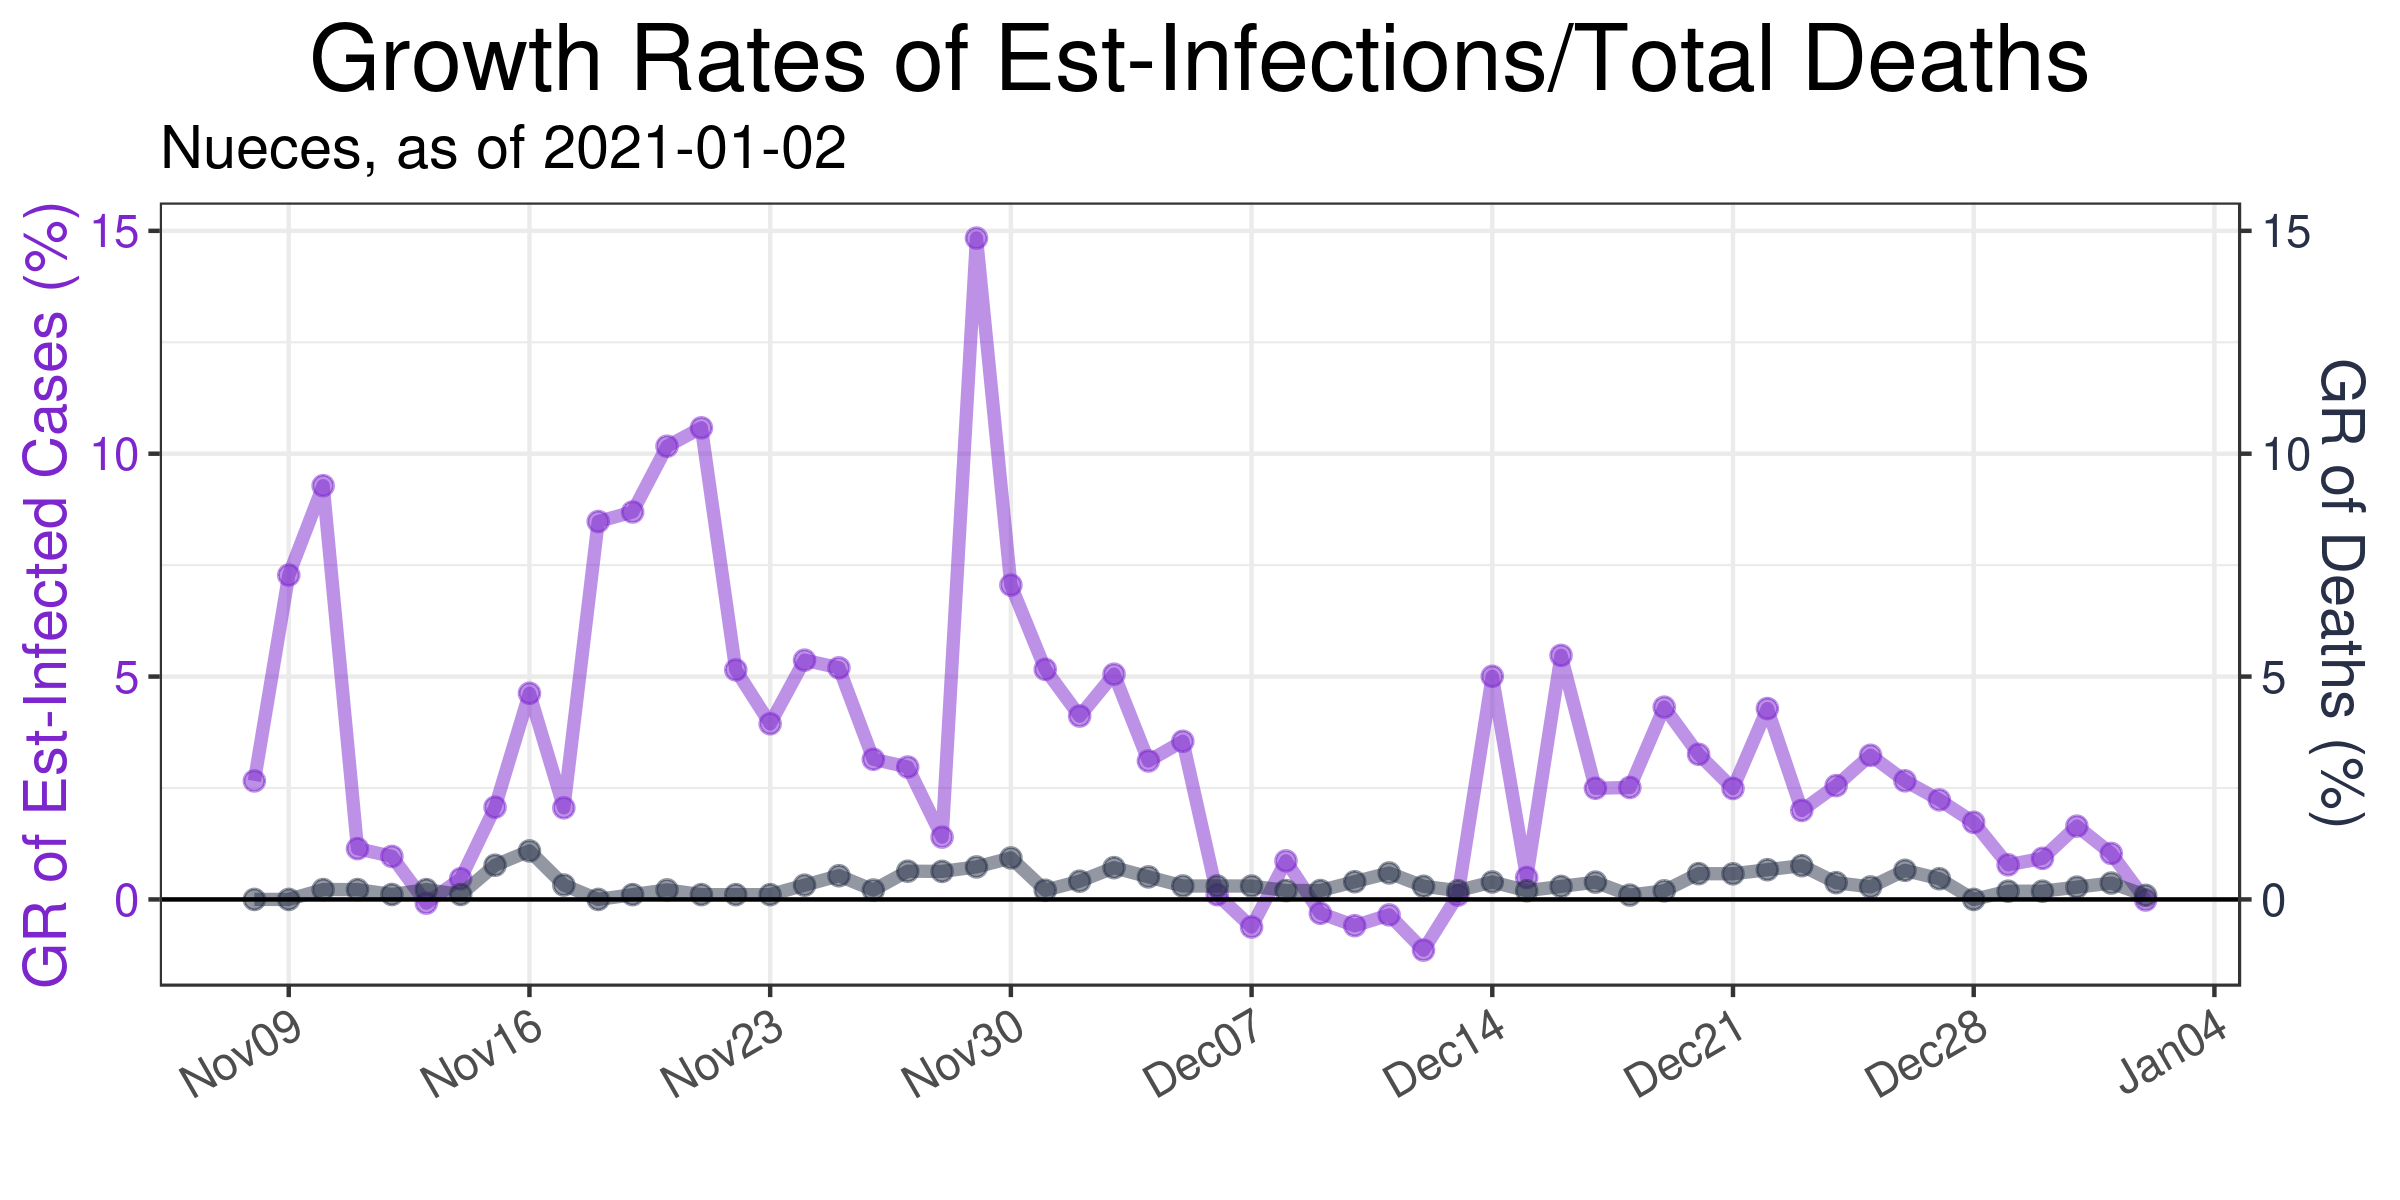 Growth Rates of Est-Infections/Total Deaths
Nueces, as of 2021-01-02
GR of Est-Infected Cases (%)
15
10
5
0
15
10
5
0
GR of Deaths (%)
Nov09
Nov16
Nov23
Nov30
Dec07
Dec14
Dec21
Dec28
Jan04